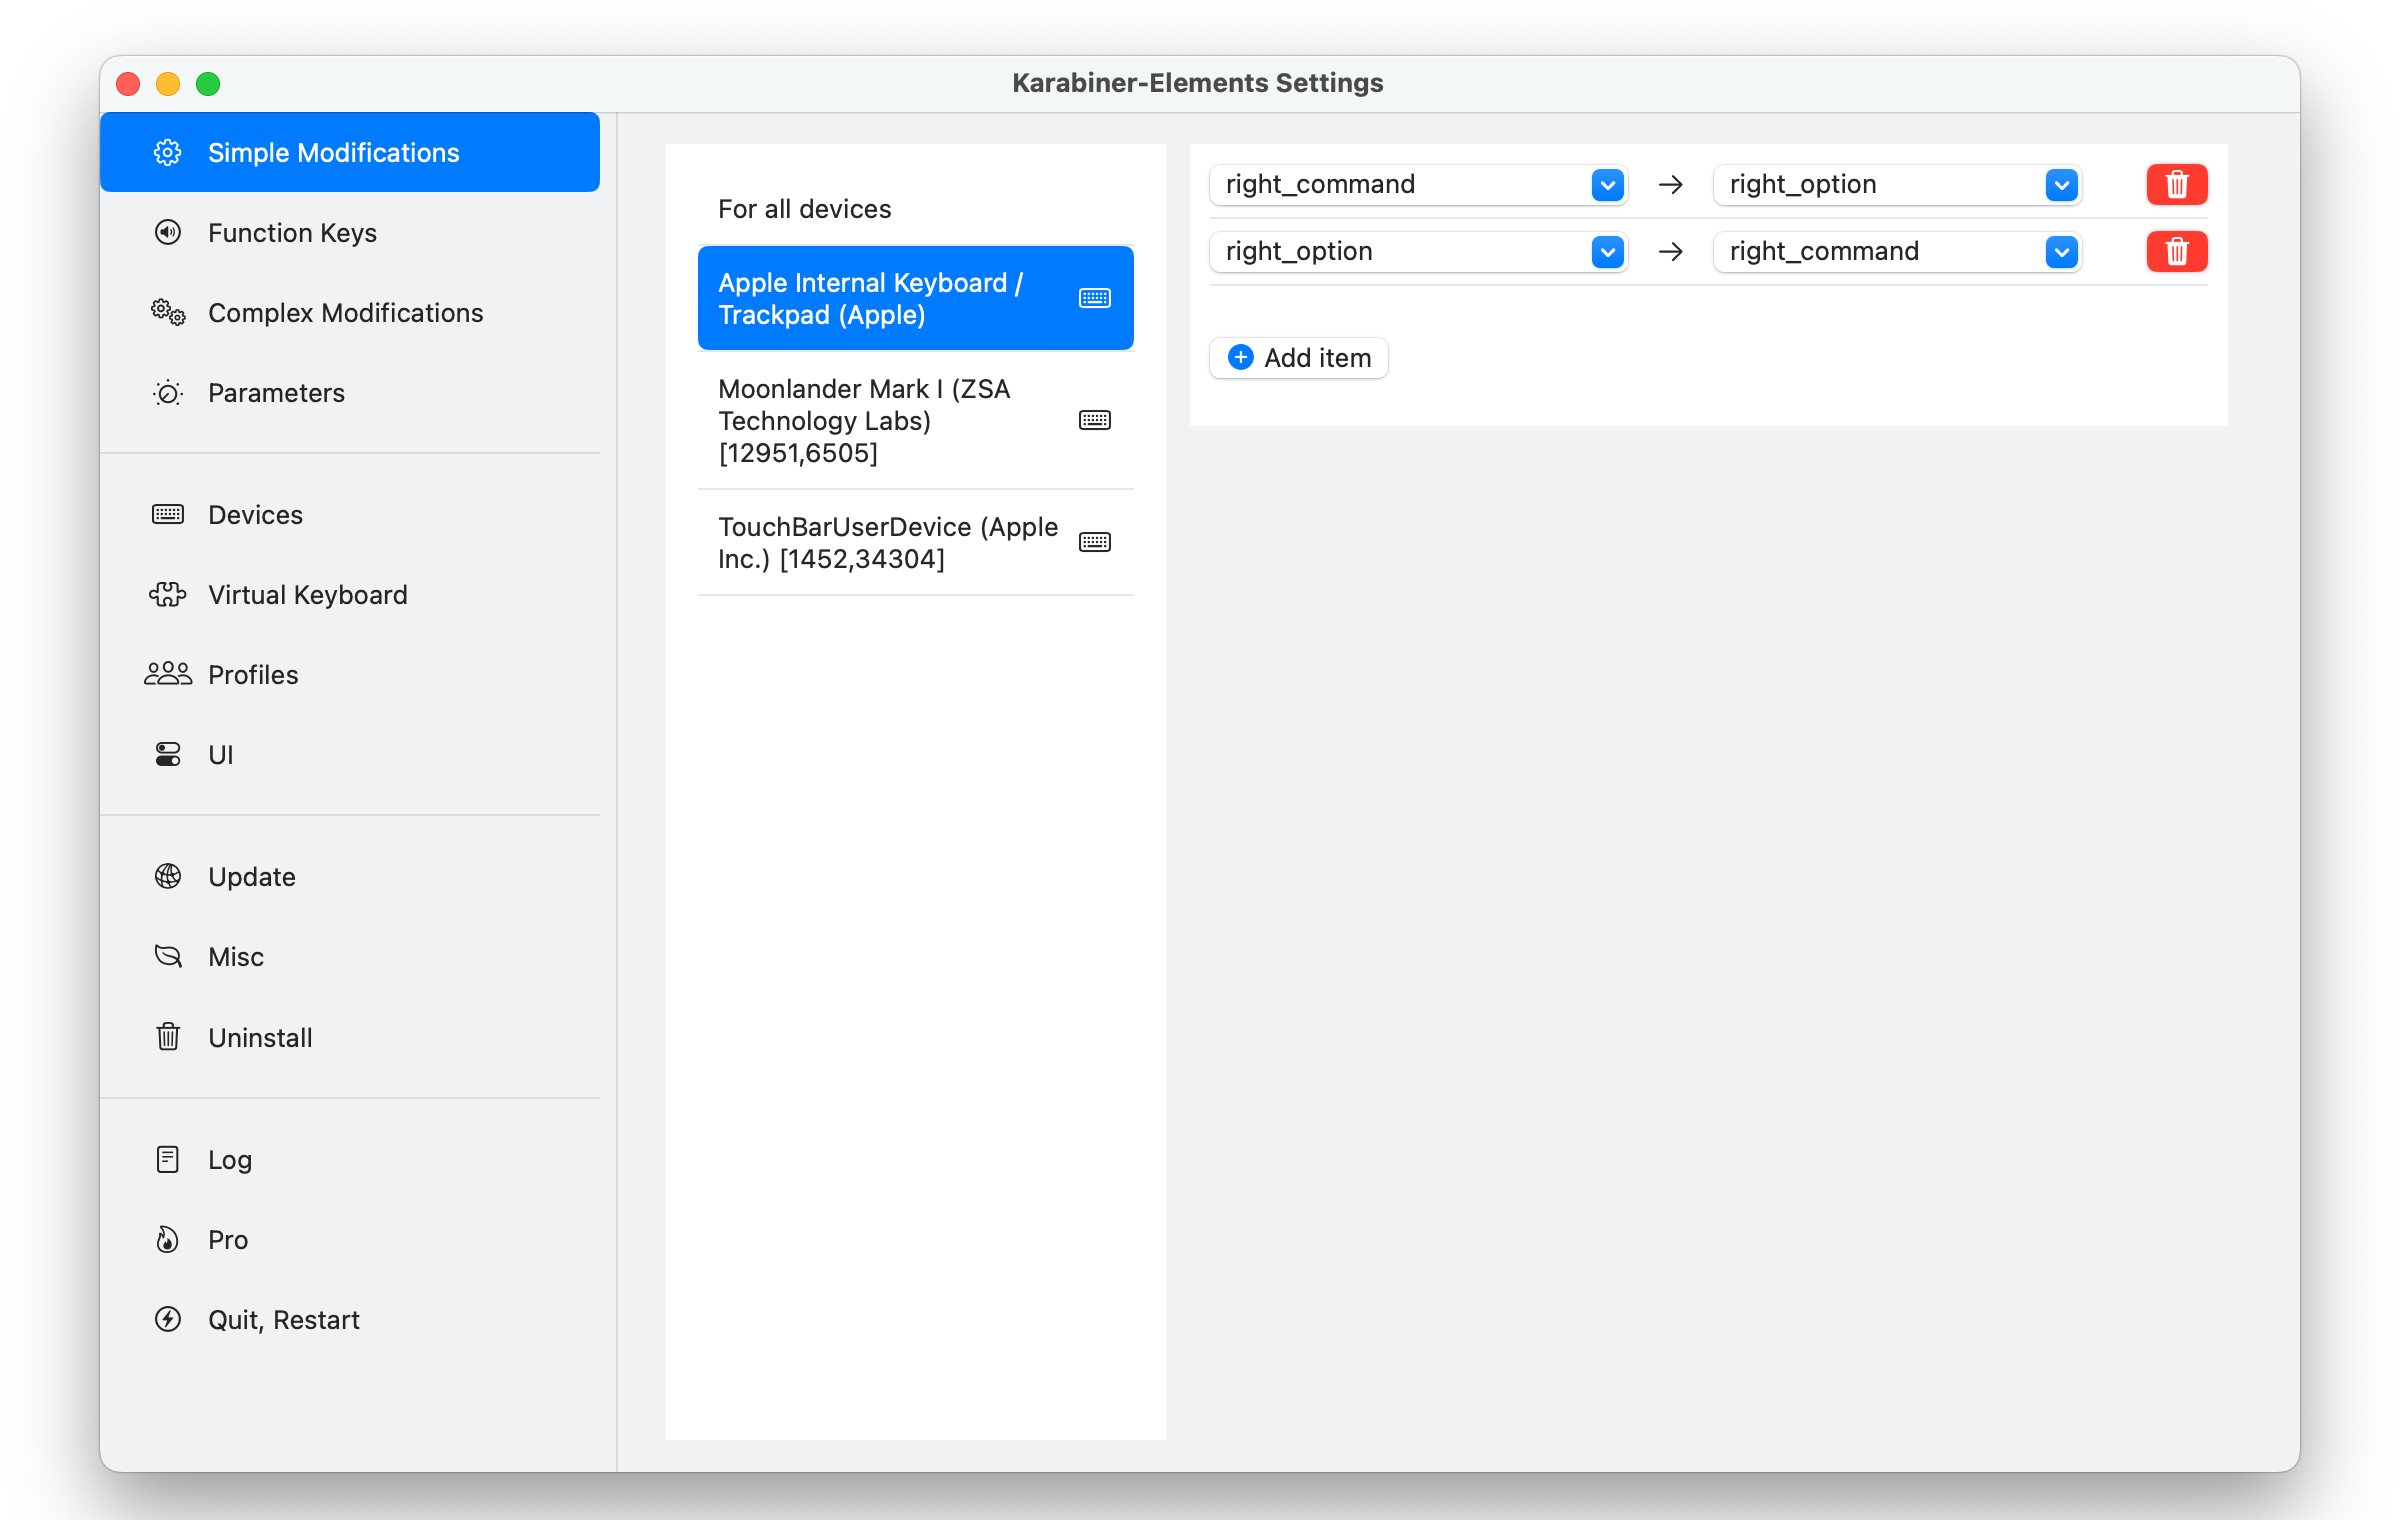 Karabiner-Elements Settings
Simple Modifications
Function Keys
Complex Modifications
Parameters
Devices
Virtual Keyboard
Profiles
UI
Update
Misc
Uninstall
Log
Pro
Quit, Restart
For all devices
Apple Internal Keyboard /
Trackpad (Apple)
Moonlander Mark I (ZSA
Technology Labs)
[12951,6505]
TouchBarUserDevice (Apple
Inc.) [1452,34304]
right_command → right_option
right_option → right_command
Add item